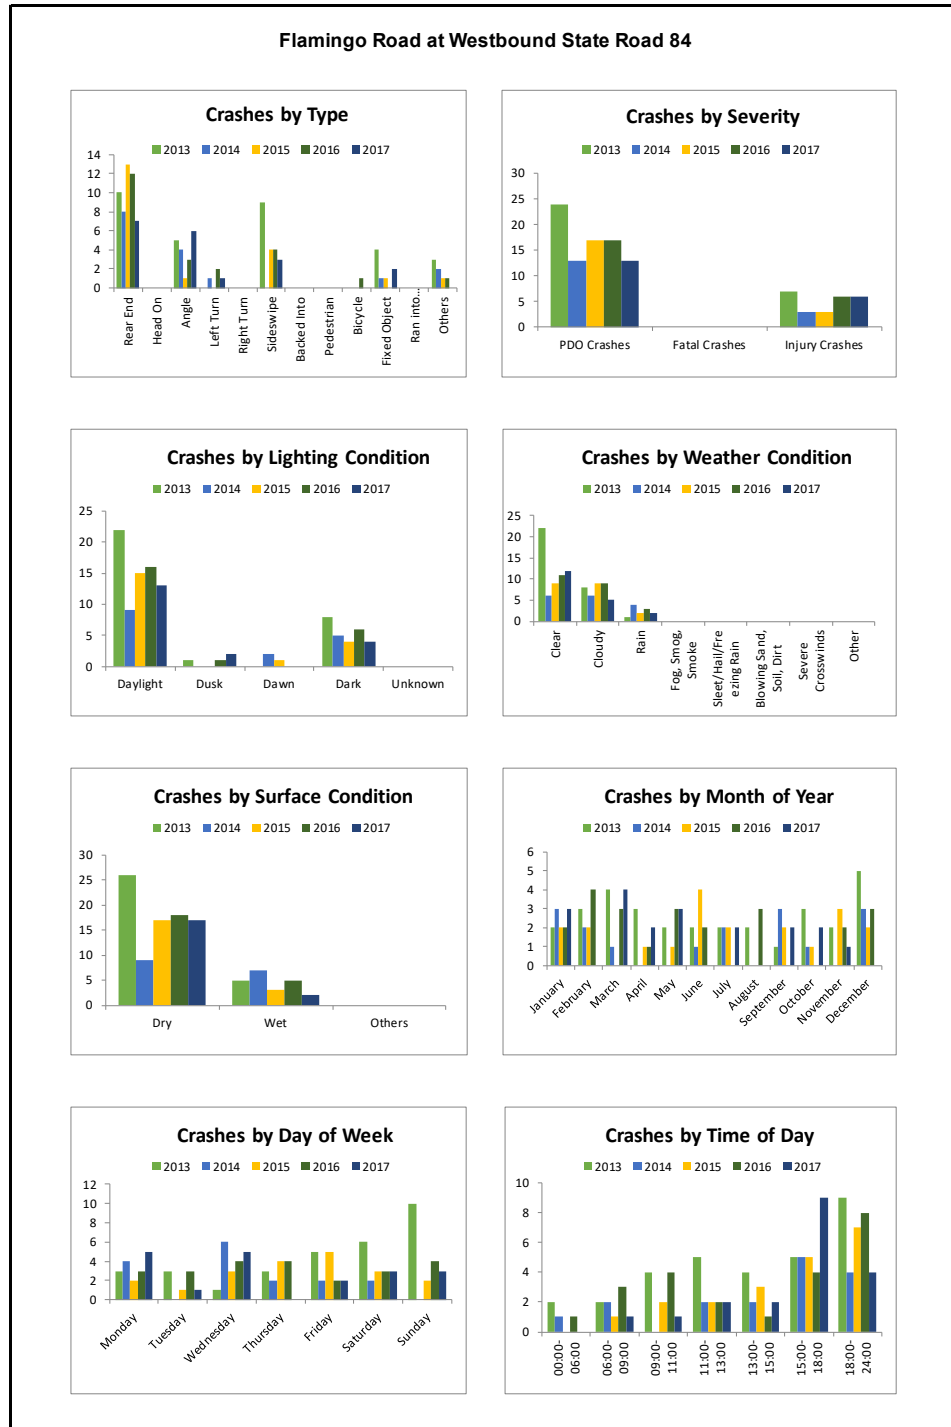 Flamingo Road at Westbound State Road 84
Crashes by Type
2013 2014 2015 2016 2017
14
12
10
8
6
4
2
0
Rear End
Head On
Angle
Left Turn
Right Turn
Sideswipe
Backed Into
Pedestrian
Bicycle
Fixed Object
Ran into...
Others
Crashes by Severity
2013 2014 2015 2016 2017
30
25
20
15
10
5
0
PDO Crashes Fatal Crashes Injury Crashes
Crashes by Lighting Condition
2013 2014 2015 2016 2017
25
20
15
10
5
0
Daylight Dusk Dawn Dark Unknown
Crashes by Weather Condition
2013 2014 2015 2016 2017
25
20
15
10
5
0
Clear
Cloudy
Rain
Fog, Smog,
Smoke
Sleet/Hail/Fre
ezing Rain
Blowing Sand,
Soil, Dirt
Severe
Crosswinds
Other
Crashes by Surface Condition
2013 2014 2015 2016 2017
30
25
20
15
10
5
0
Dry Wet Others
Crashes by Month of Year
2013 2014 2015 2016 2017
6
5
4
3
2
1
0
January
February
March
April
May
June
July
August
September
October
November
December
Crashes by Day of Week
2013 2014 2015 2016 2017
12
10
8
6
4
2
0
Monday
Tuesday
Wednesday
Thursday
Friday
Saturday
Sunday
Crashes by Time of Day
2013 2014 2015 2016 2017
10
8
6
4
2
0
00:00-
06:00
06:00-
09:00
09:00-
11:00
11:00-
13:00
13:00-
15:00
15:00-
18:00
18:00-
24:00